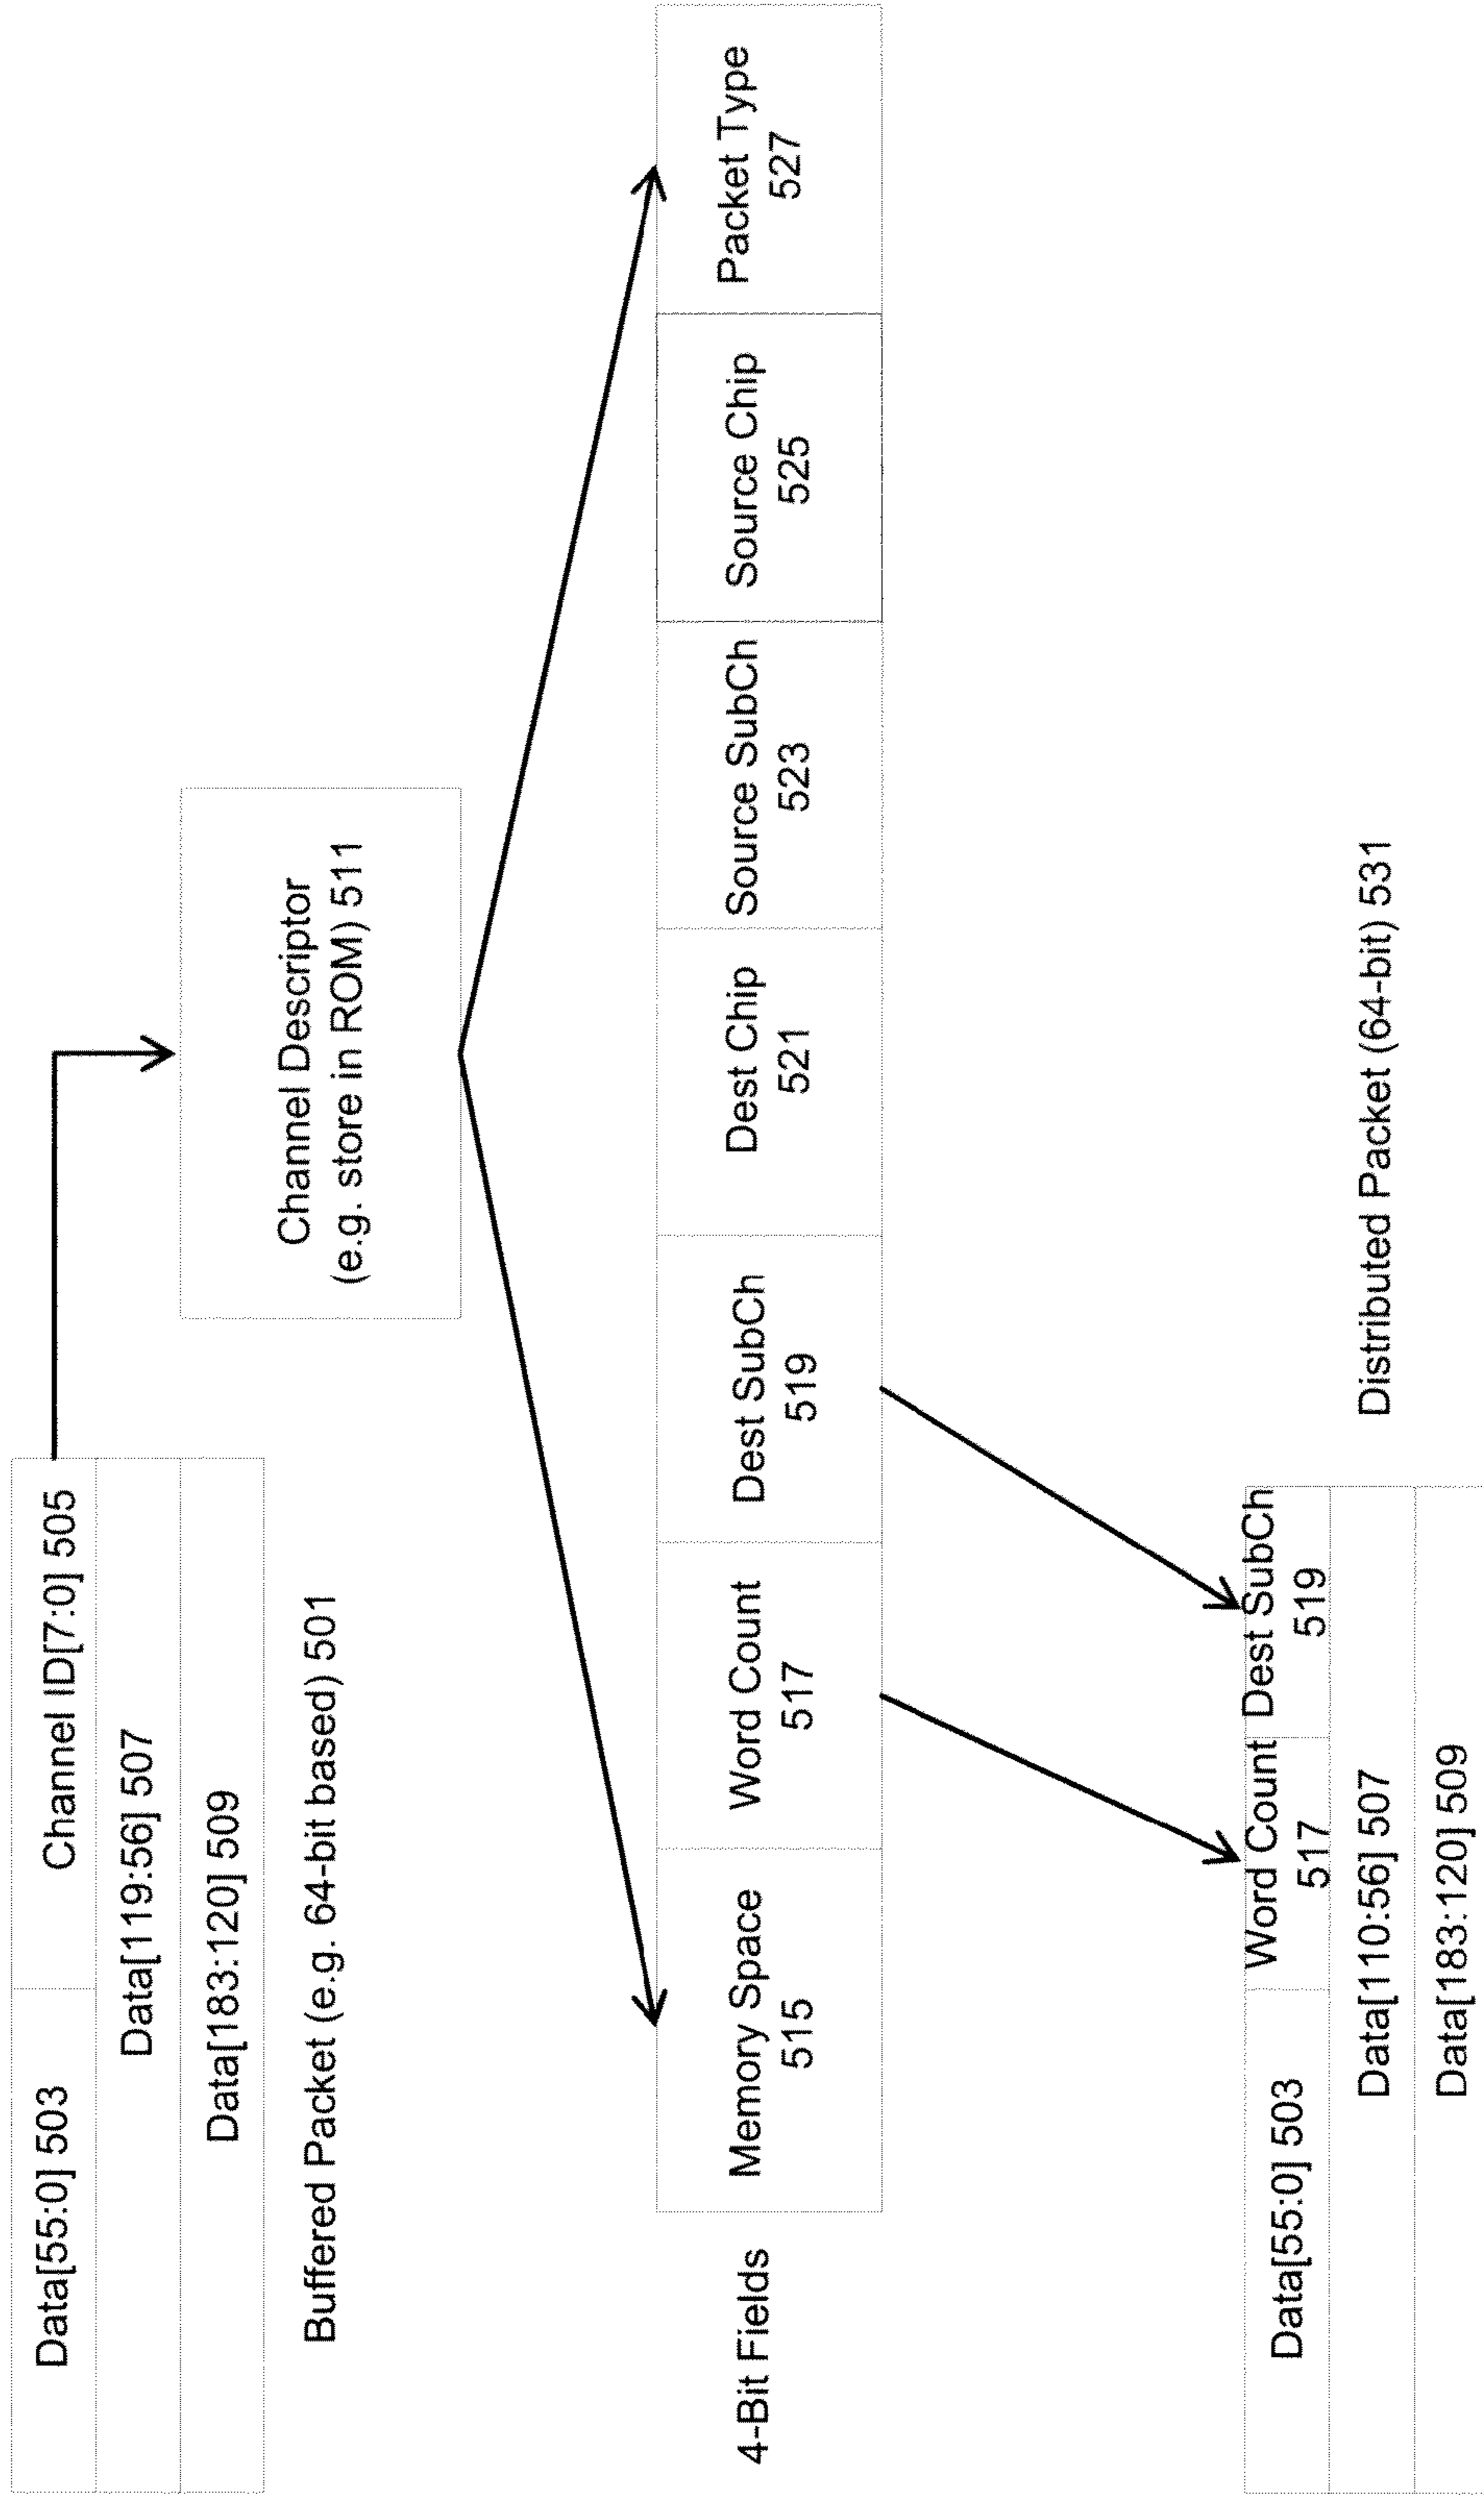 Data[55:0] 503
Channel ID[7:0] 505
Data[119:56] 507
Data[183:120] 509
Buffered Packet (e.g. 64-bit based) 501
Channel Descriptor
(e.g. store in ROM) 511
4-Bit Fields
Memory Space
515
Word Count
517
Dest SubCh
519
Dest Chip
521
Source SubCh
523
Source Chip
525
Packet Type
527
Data[55:0] 503
Word Count
517
Dest SubCh
519
Data[110:56] 507
Data[183:120] 509
Distributed Packet (64-bit) 531